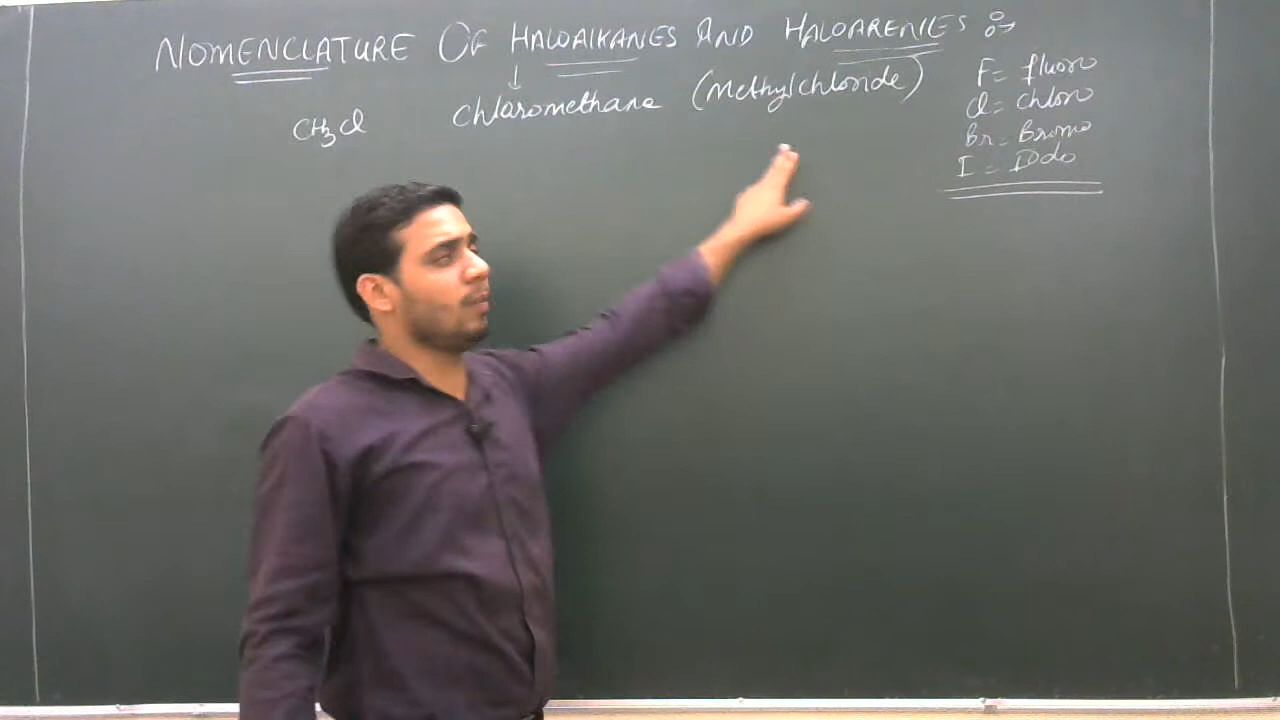 NOMENCLATURE OF HALOALKANES AND HALOARENES :-
↓
CH3Cl chloromethane (Methylchloride)
F = fluoro
Cl = chloro
Br = Bromo
I = Iodo